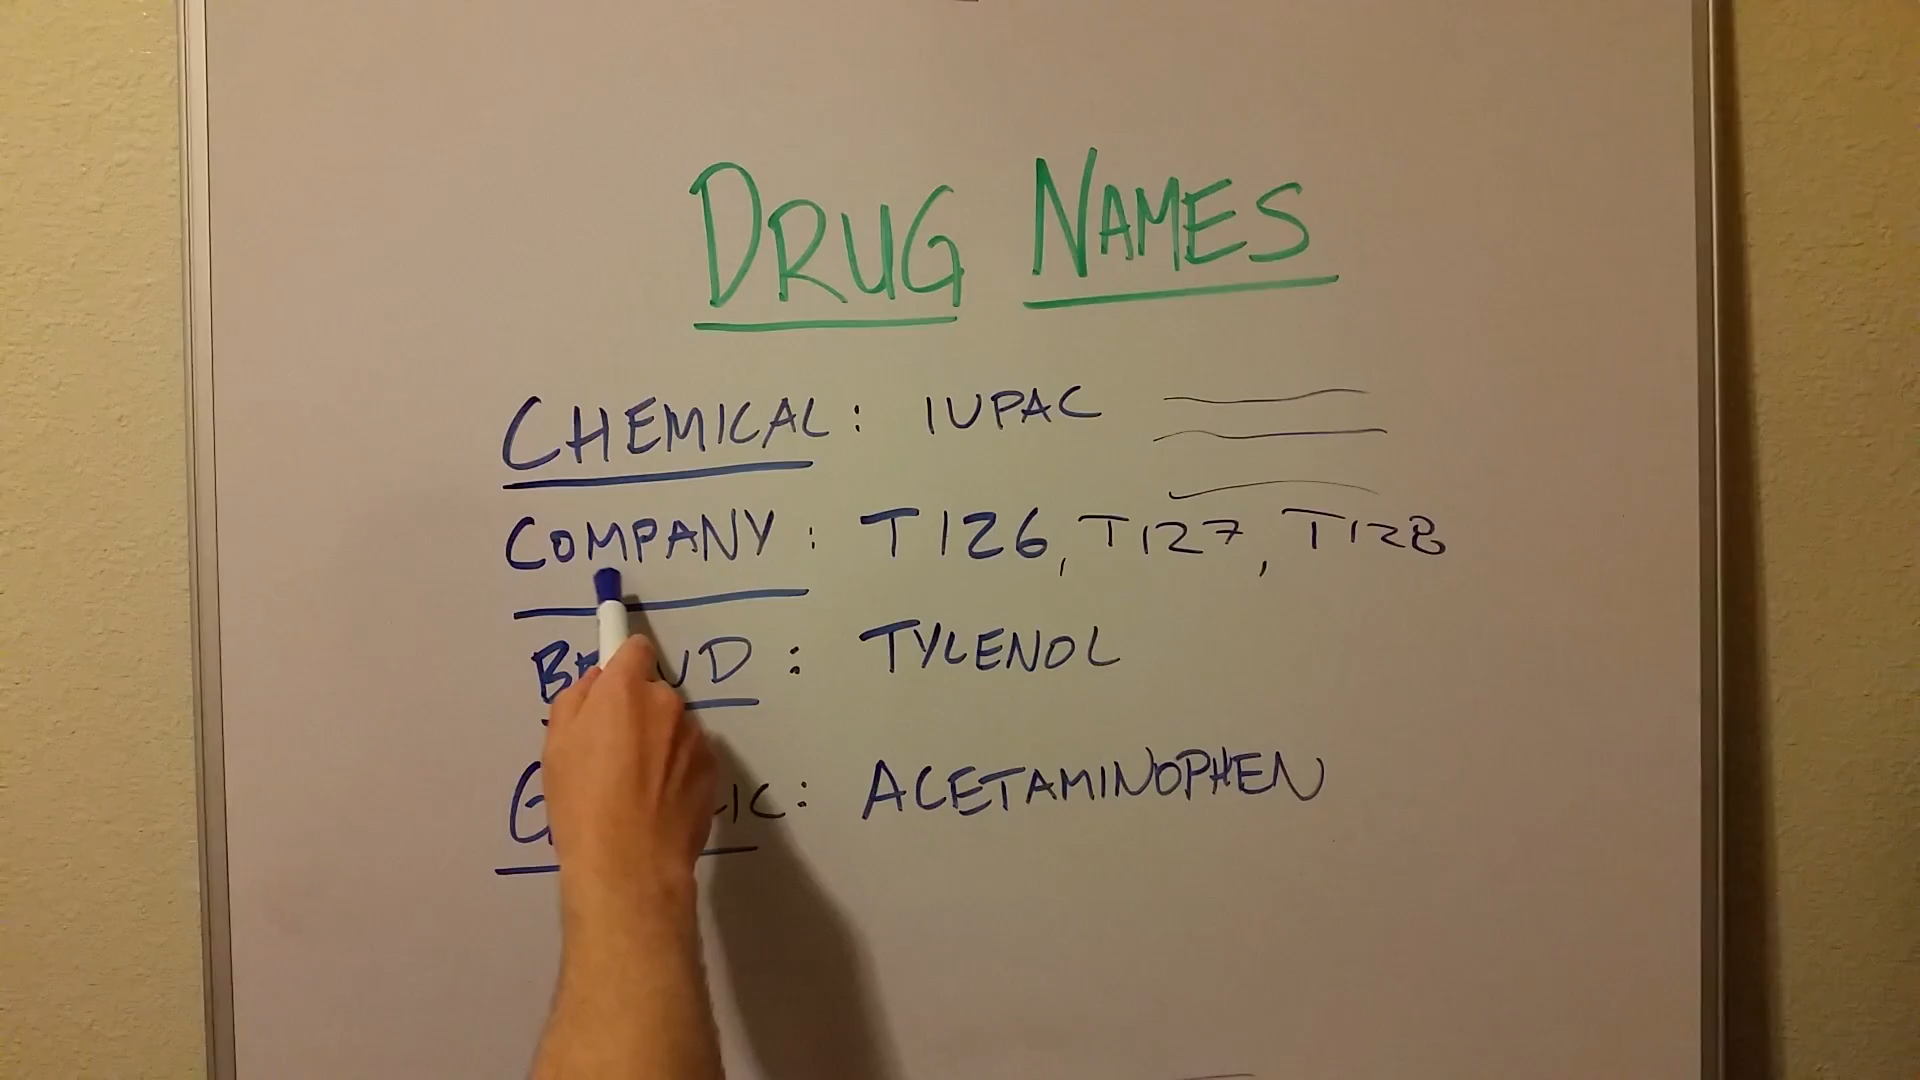 DRUG NAMES
CHEMICAL: IUPAC
COMPANY: T126, T127, T128
: TYLENOL
: ACETAMINOPHEN